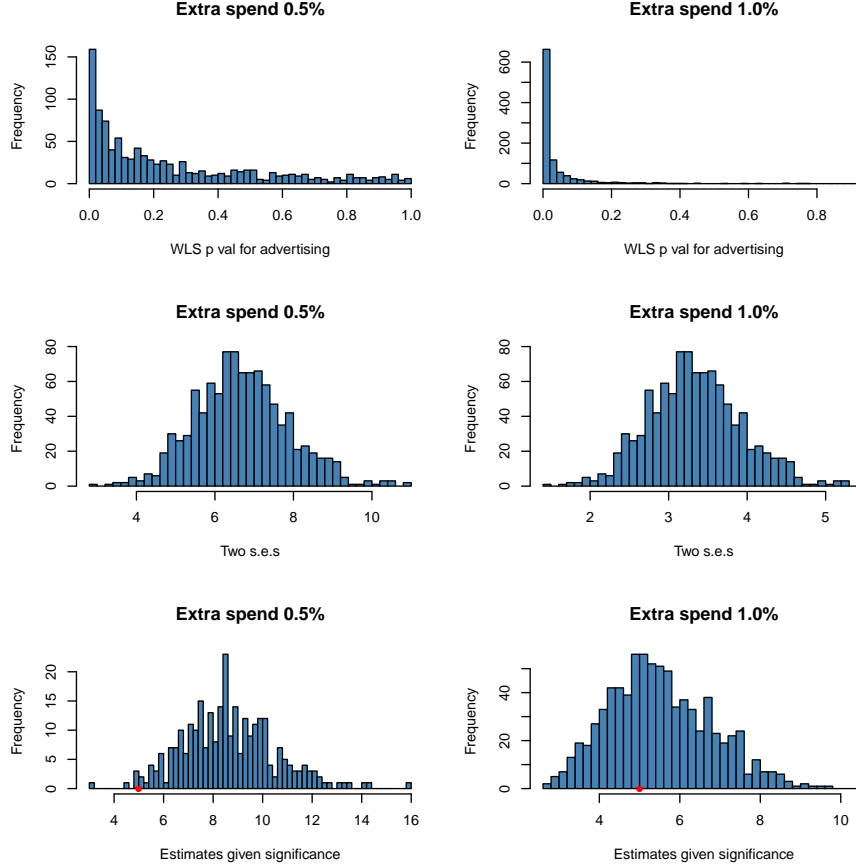 Extra spend 0.5%
Extra spend 1.0%
Frequency
0 50 100 150
0.0 0.2 0.4 0.6 0.8 1.0
WLS p val for advertising
Frequency
0 200 400 600
0.0 0.2 0.4 0.6 0.8
WLS p val for advertising
Extra spend 0.5%
Extra spend 1.0%
Frequency
0 20 40 60 80
4 6 8 10
Two s.e.s
Frequency
0 20 40 60 80
2 3 4 5
Two s.e.s
Extra spend 0.5%
Extra spend 1.0%
Frequency
0 5 10 15 20
4 6 8 10 12 14 16
Estimates given significance
Frequency
0 20 40
4 6 8 10
Estimates given significance